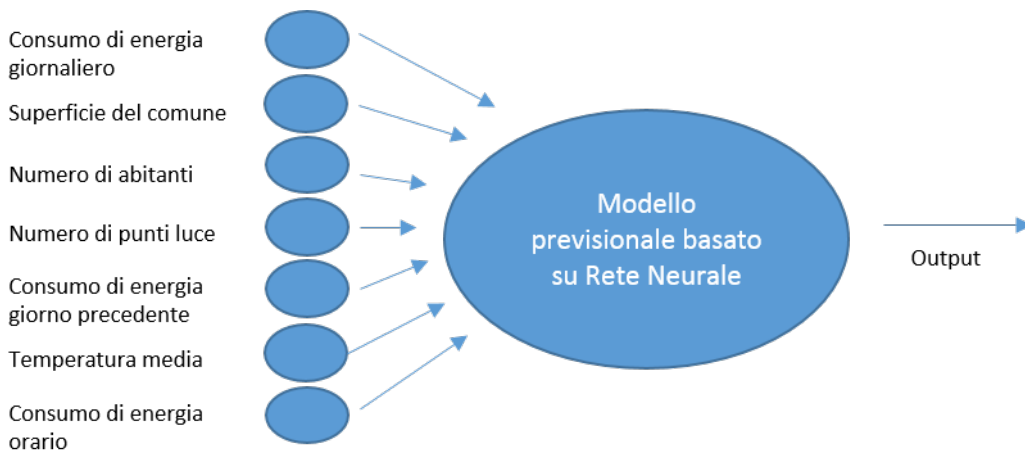 Consumo di energia
giornaliero
Superficie del comune
Numero di abitanti
Numero di punti luce
Consumo di energia
giorno precedente
Temperatura media
Consumo di energia
orario
Modello
previsionale basato
su Rete Neurale
Output